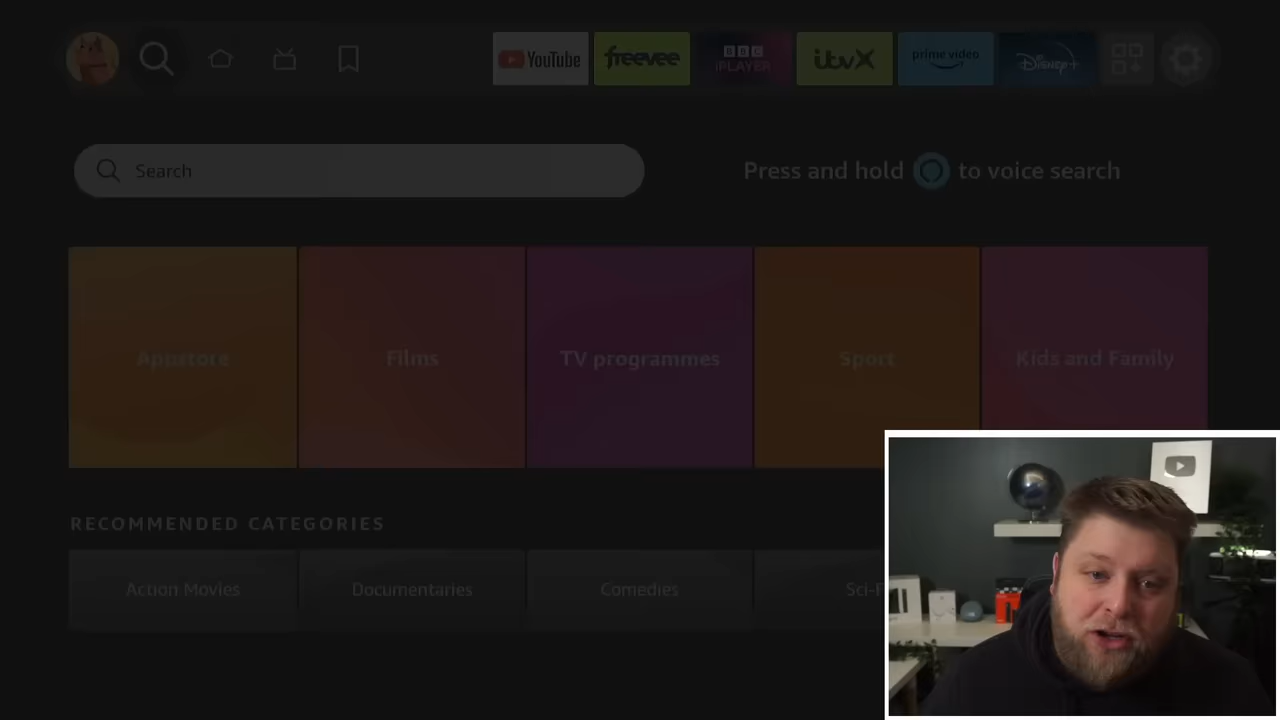 YouTube freevee BBC iPLAYER itvX prime video Disney+
Search
Press and hold to voice search
Appstore Films TV programmes Sport Kids and Family
RECOMMENDED CATEGORIES
Action Movies Documentaries Comedies Sci-F